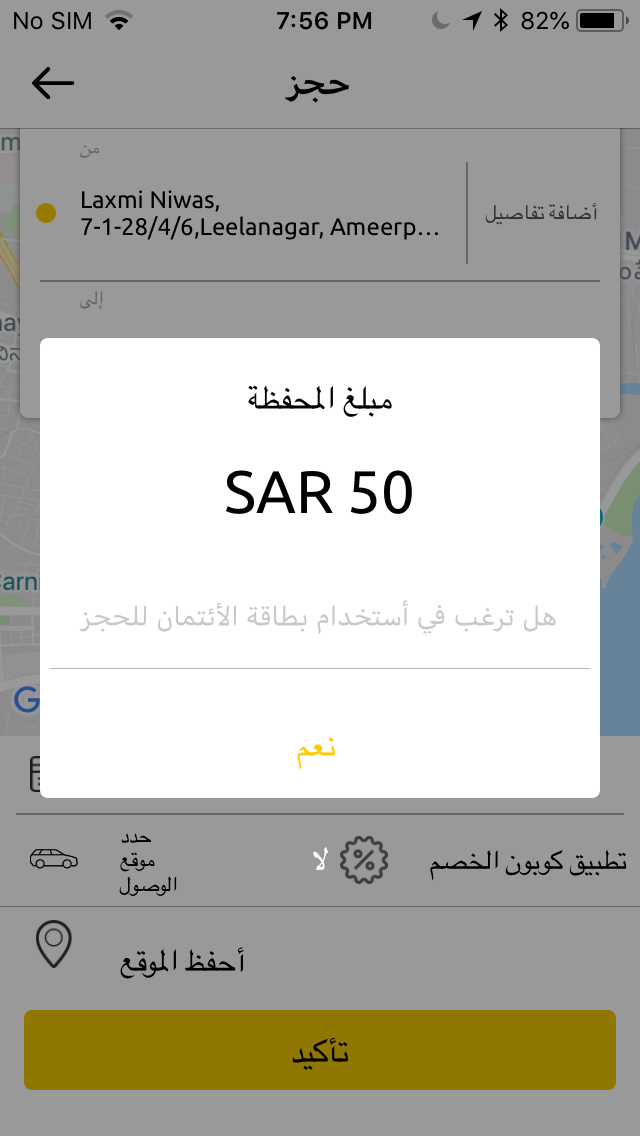 No SIM 7:56 PM 82%
حجز
من
Laxmi Niwas,
7-1-28/4/6,Leelanagar, Ameerp...
أضافة تفاصيل
إلى
مبلغ المحفظة
SAR 50
هل ترغب في أستخدام بطاقة الأئتمان للحجز
نعم
حدد
موقع
الوصول
لا
تطبيق كوبون الخصم
أحفظ الموقع
تأكيد